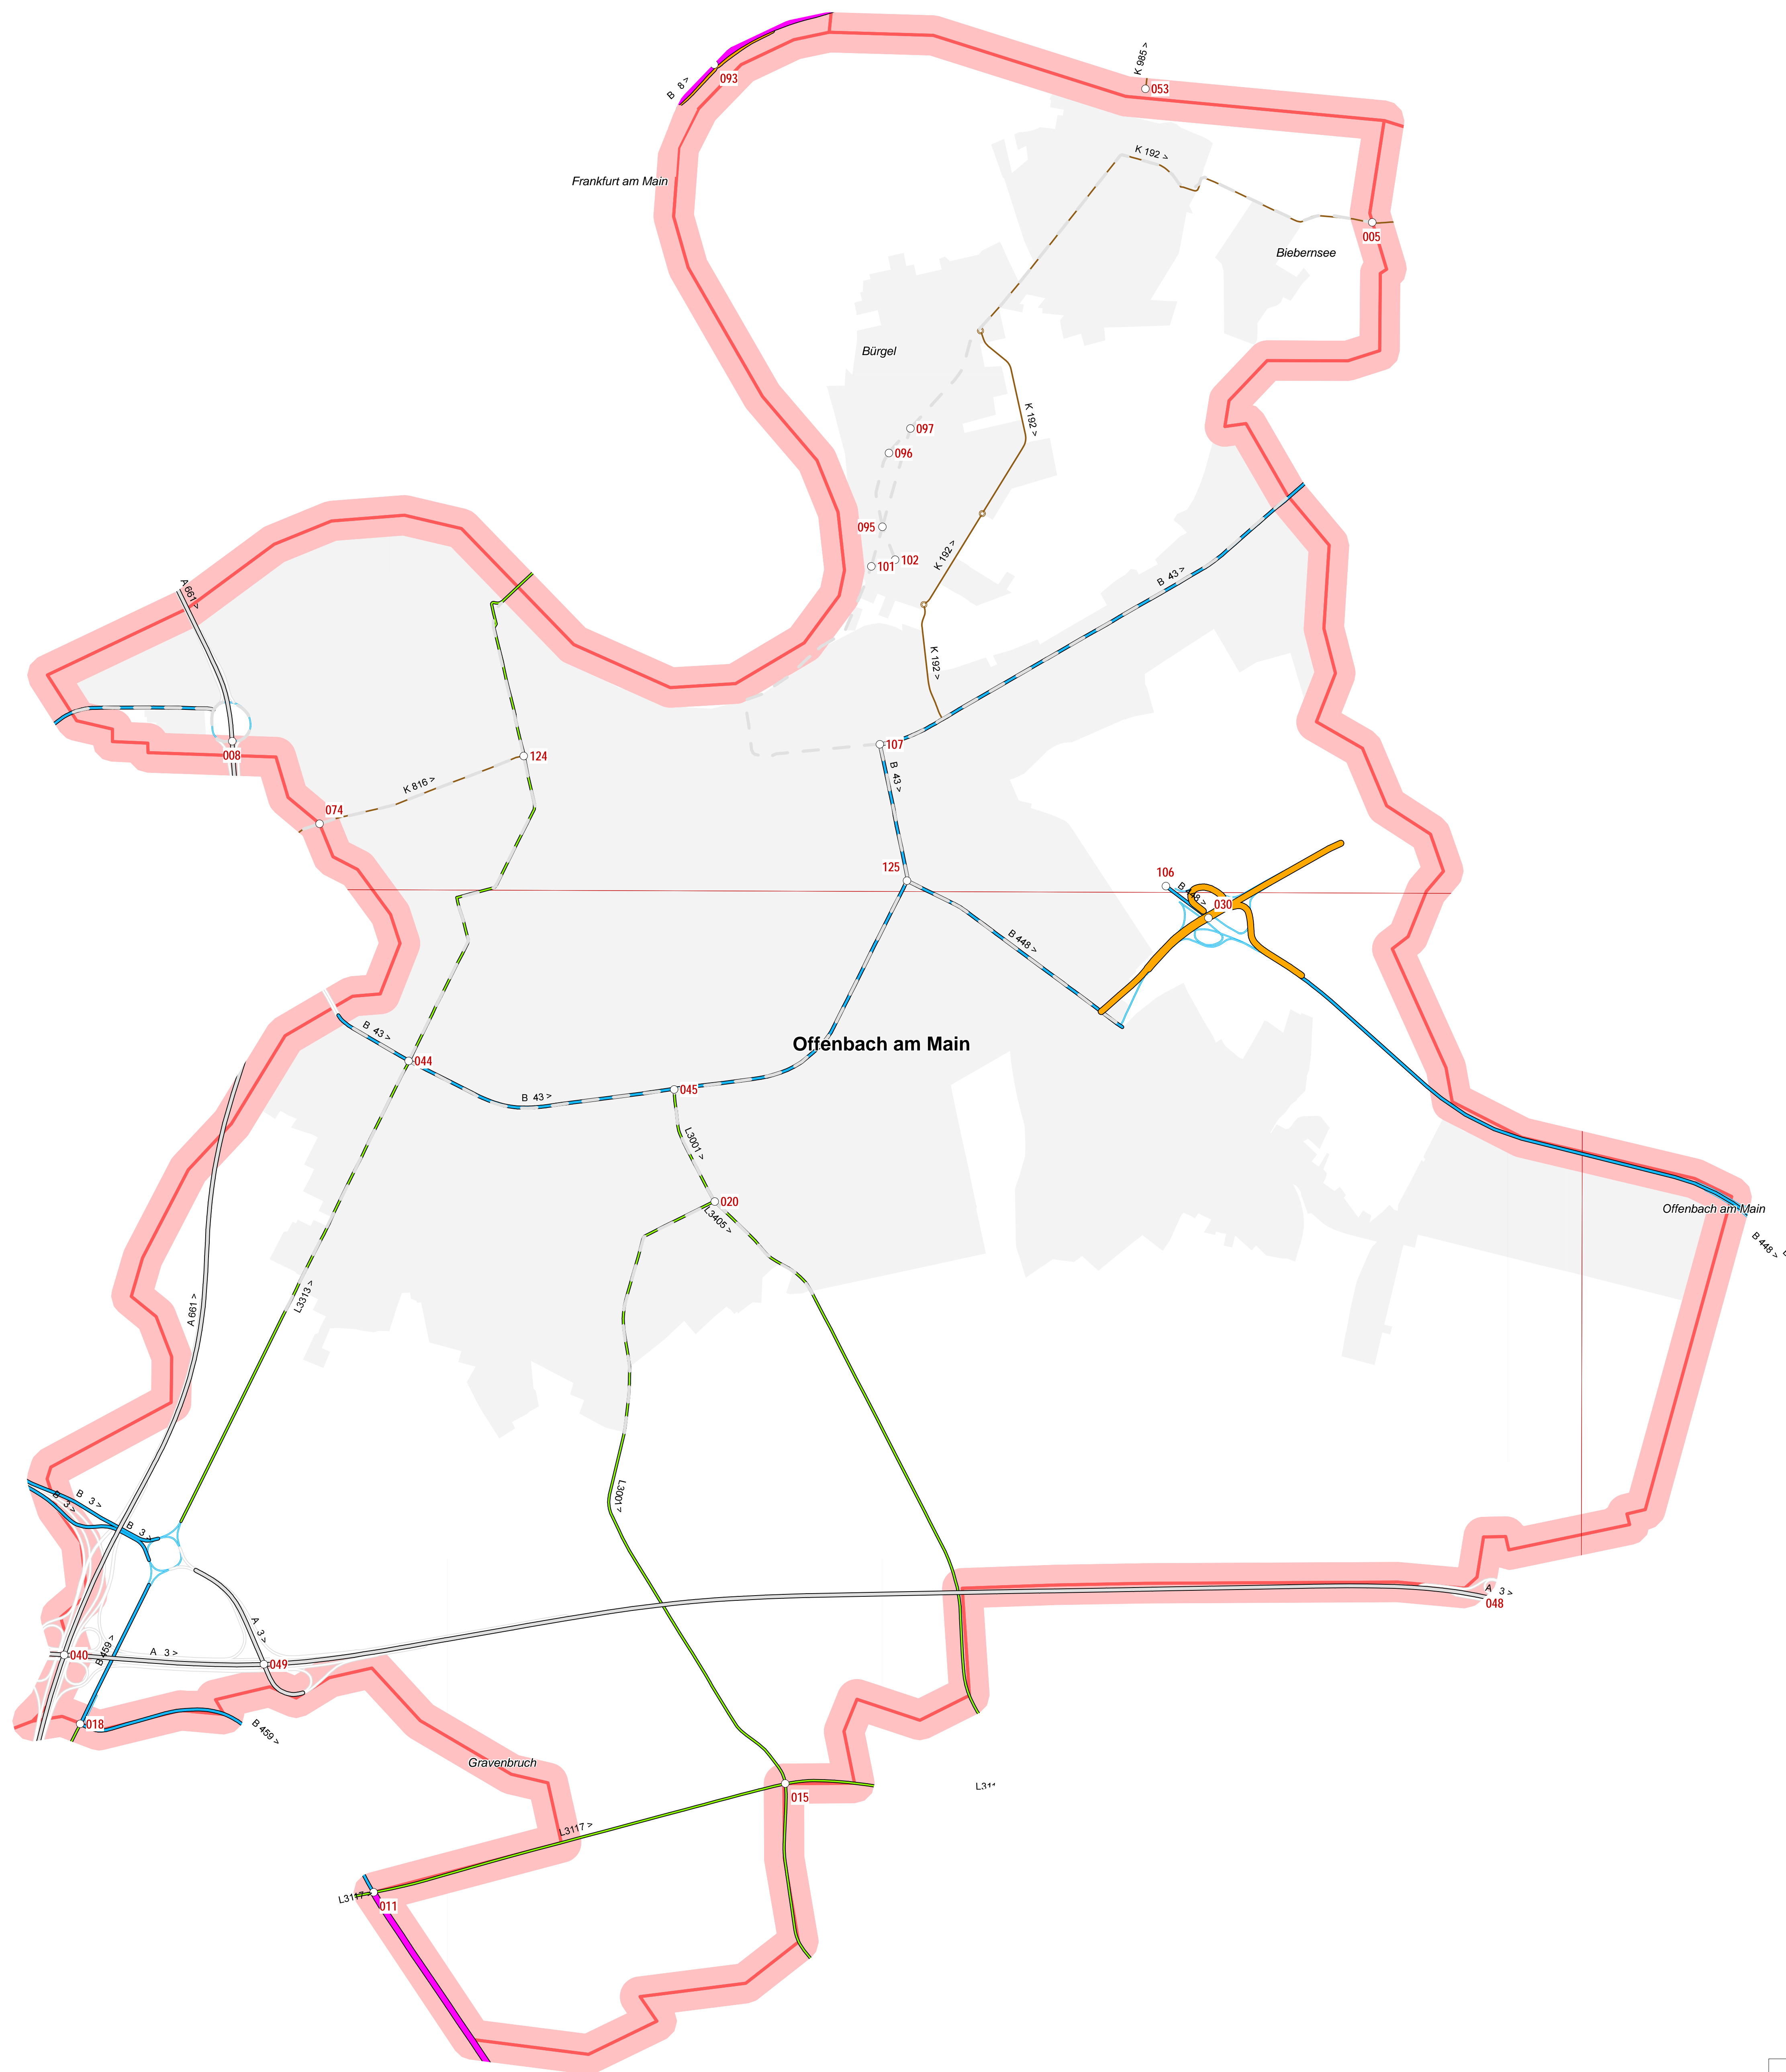 K 985 >
093
053
B 8 >
K 192 >
Frankfurt am Main
005
Biebernsee
Bürgel
K 192 >
097
096
095
K 192 >
102
101
A 661 >
B 43 >
K 192 >
107
008
124
B 43 >
K 816 >
074
125
106
B 448 >
030
B 448 >
B 43 >
Offenbach am Main
044
045
B 43 >
L3001 >
020
Offenbach am Main
L3405 >
B 448 >
L3313 >
A 661 >
L3001 >
B 3 >
B 3 >
B 3 >
A 3 >
048
A 3 >
B 459 >
040
A 3 >
049
018
B 459 >
Gravenbruch
015
L3117 >
L3117 >
011